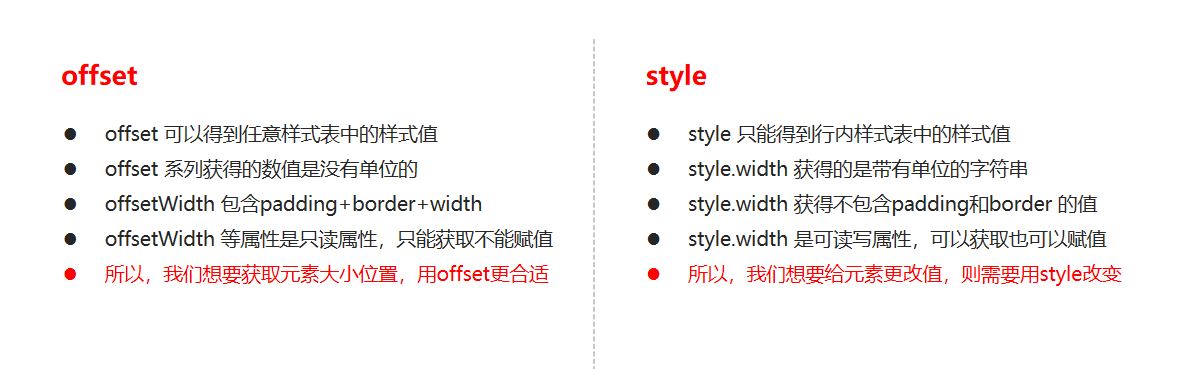 offset
● offset 可以得到任意样式表中的样式值
● offset 系列获得的数值是没有单位的
● offsetWidth 包含padding+border+width
● offsetWidth 等属性是只读属性，只能获取不能赋值
● 所以，我们想要获取元素大小位置，用offset更合适
style
● style 只能得到行内样式表中的样式值
● style.width 获得的是带有单位的字符串
● style.width 获得不包含padding和border 的值
● style.width 是可读写属性，可以获取也可以赋值
● 所以，我们想要给元素更改值，则需要用style改变